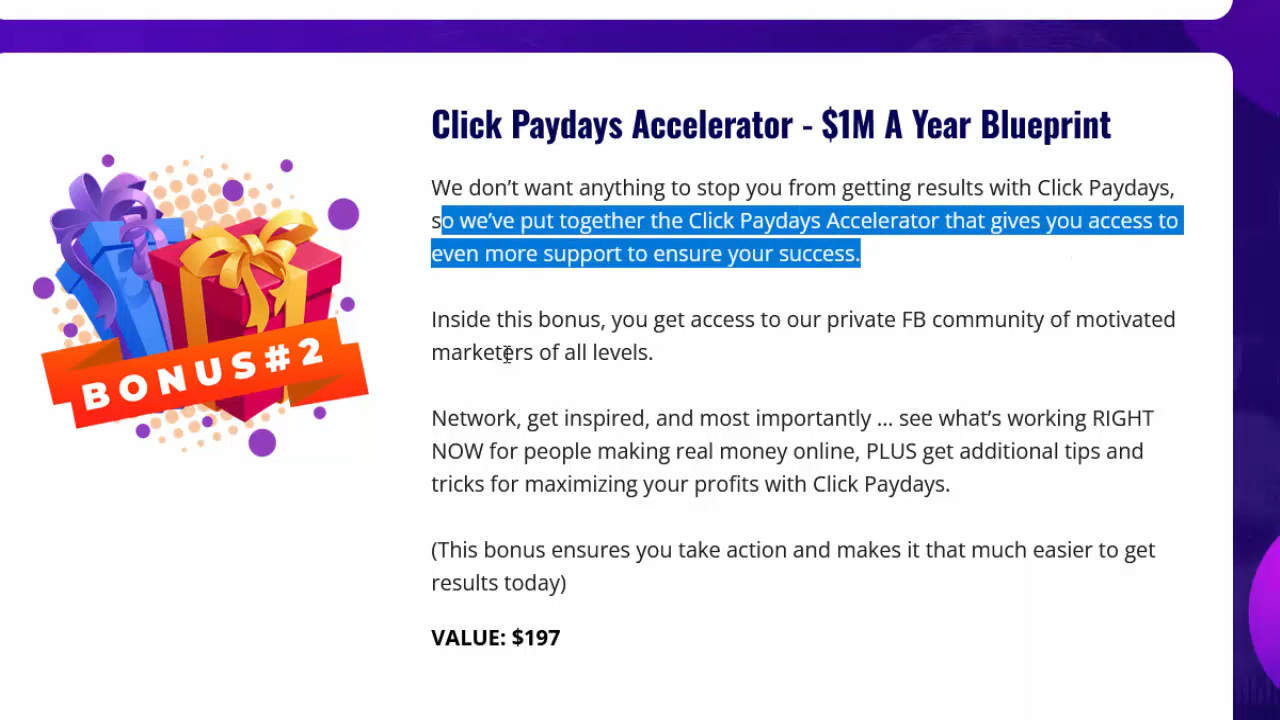 Click Paydays Accelerator - $1M A Year Blueprint
We don’t want anything to stop you from getting results with Click Paydays,
so we’ve put together the Click Paydays Accelerator that gives you access to
even more support to ensure your success.
Inside this bonus, you get access to our private FB community of motivated
marketers of all levels.
Network, get inspired, and most importantly ... see what’s working RIGHT
NOW for people making real money online, PLUS get additional tips and
tricks for maximizing your profits with Click Paydays.
(This bonus ensures you take action and makes it that much easier to get
results today)
VALUE: $197
BONUS#2